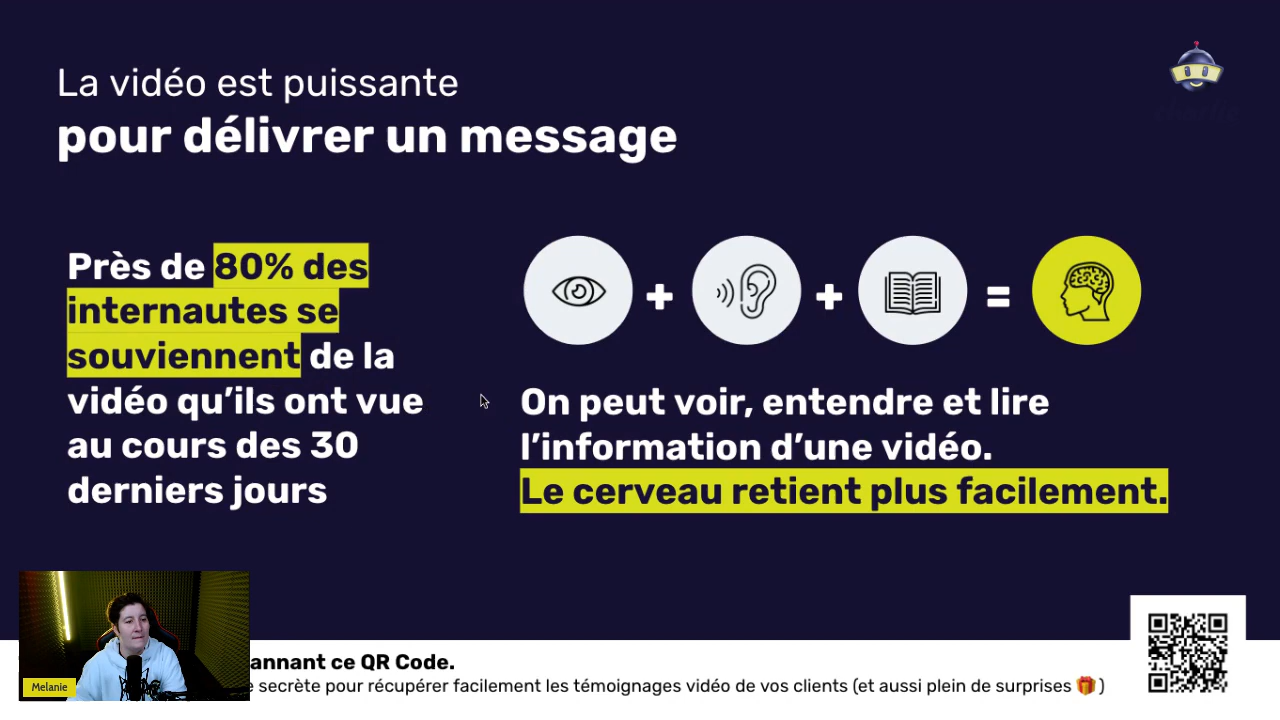 La vidéo est puissante
pour délivrer un message
Près de 80% des
internautes se
souviennent de la
vidéo qu’ils ont vue
au cours des 30
derniers jours
On peut voir, entendre et lire
l’information d’une vidéo.
Le cerveau retient plus facilement.
annant ce QR Code.
secrète pour récupérer facilement les témoignages vidéo de vos clients (et aussi plein de surprises 🎁)
Melanie